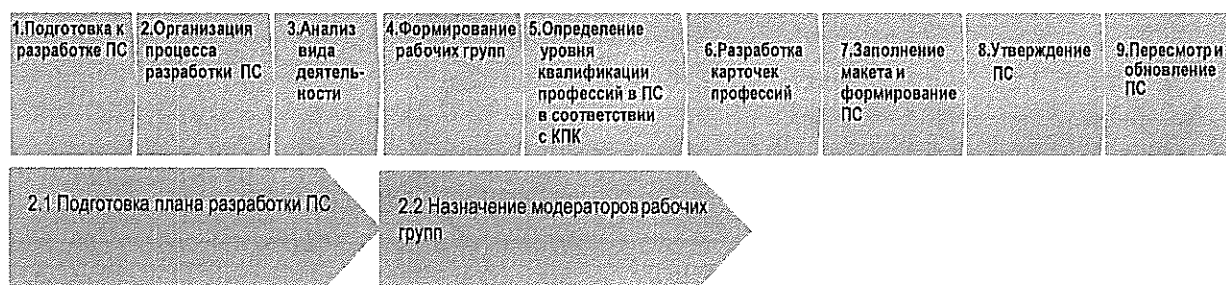 1.Подготовка к
разработке ПС
2.Организация
процесса
разработки ПС
3.Анализ
вида
деятель-
ности
4.Формирование
рабочих групп
5.Определение
уровня
квалификации
профессий в ПС
в соответствии
с КПК
6.Разработка
карточек
профессий
7.Заполнение
макета и
формирование
ПС
8.Утверждение
ПС
9.Пересмотр и
обновление
ПС
2.1 Подготовка плана разработки ПС
2.2 Назначение модераторов рабочих
групп